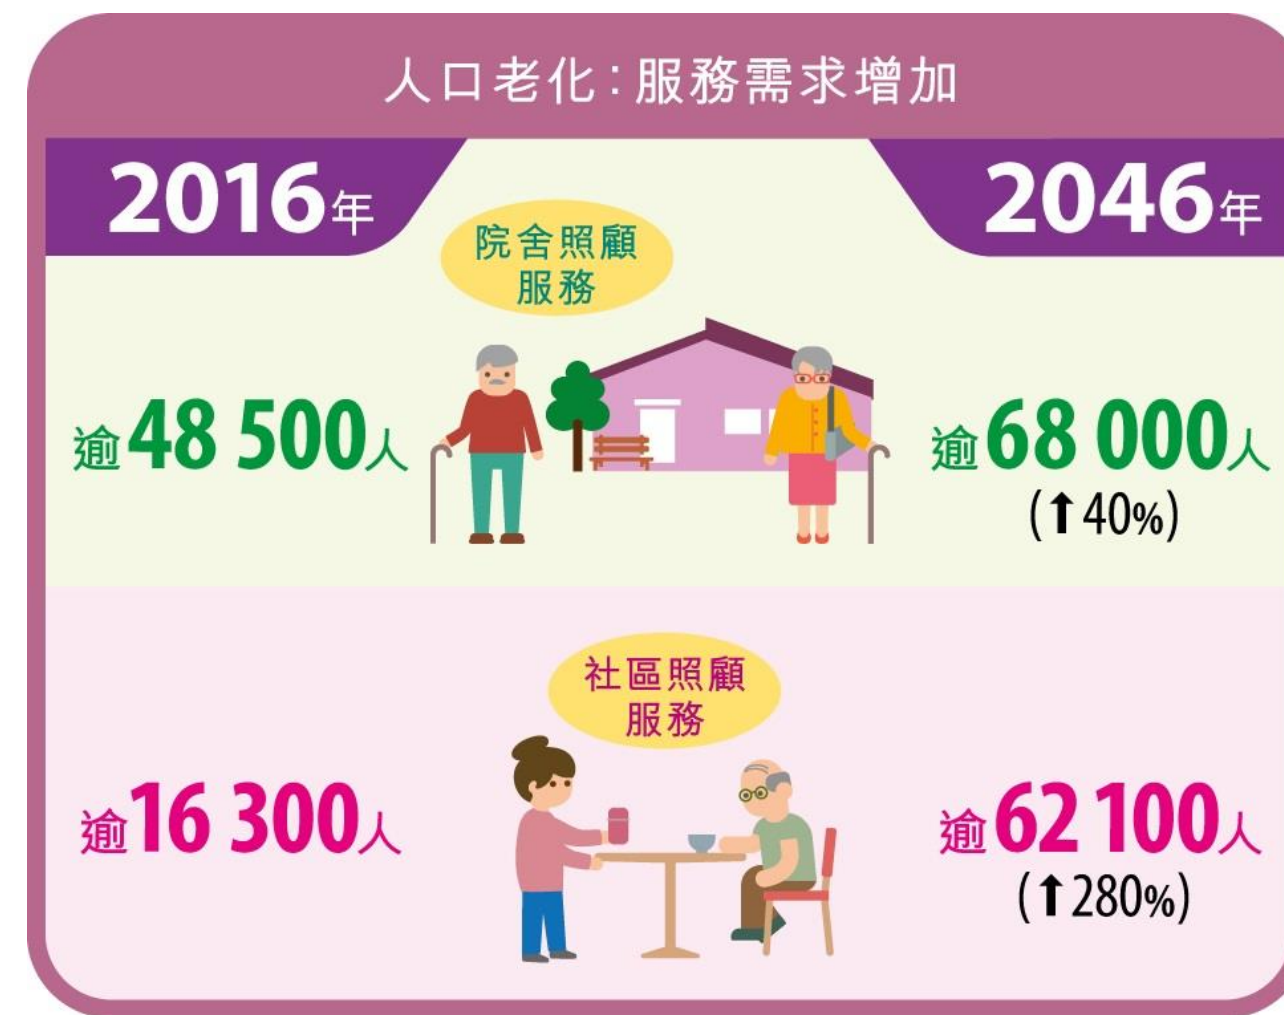 人口老化：服務需求增加
2016年
2046年
院舍照顧
服務
逾48 500人
逾68 000人
(⬆40%)
社區照顧
服務
逾16 300人
逾62 100人
(⬆280%)